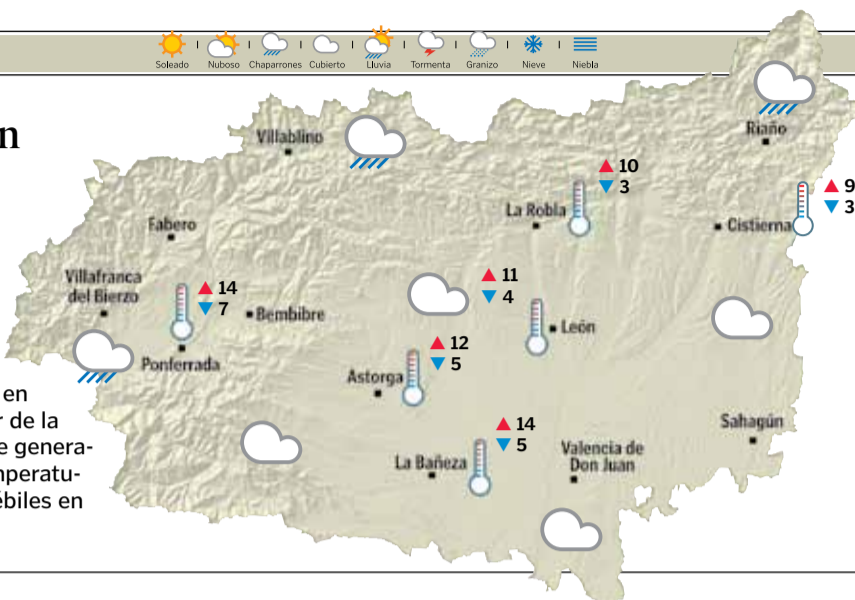 Soleado Nuboso Chaparrones Cubierto Lluvia Tormenta Granizo Nieve Niebla
n
Villablino
Riaño
10
3
La Robla
9
3
Cistierna
Fabero
Villafranca
del Bierzo
14
7
Bembibre
11
4
León
Ponferrada
12
5
Astorga
en
r de la
e genera-
nperatu-
ébiles en
14
5
La Bañeza
Valencia de
Don Juan
Sahagún